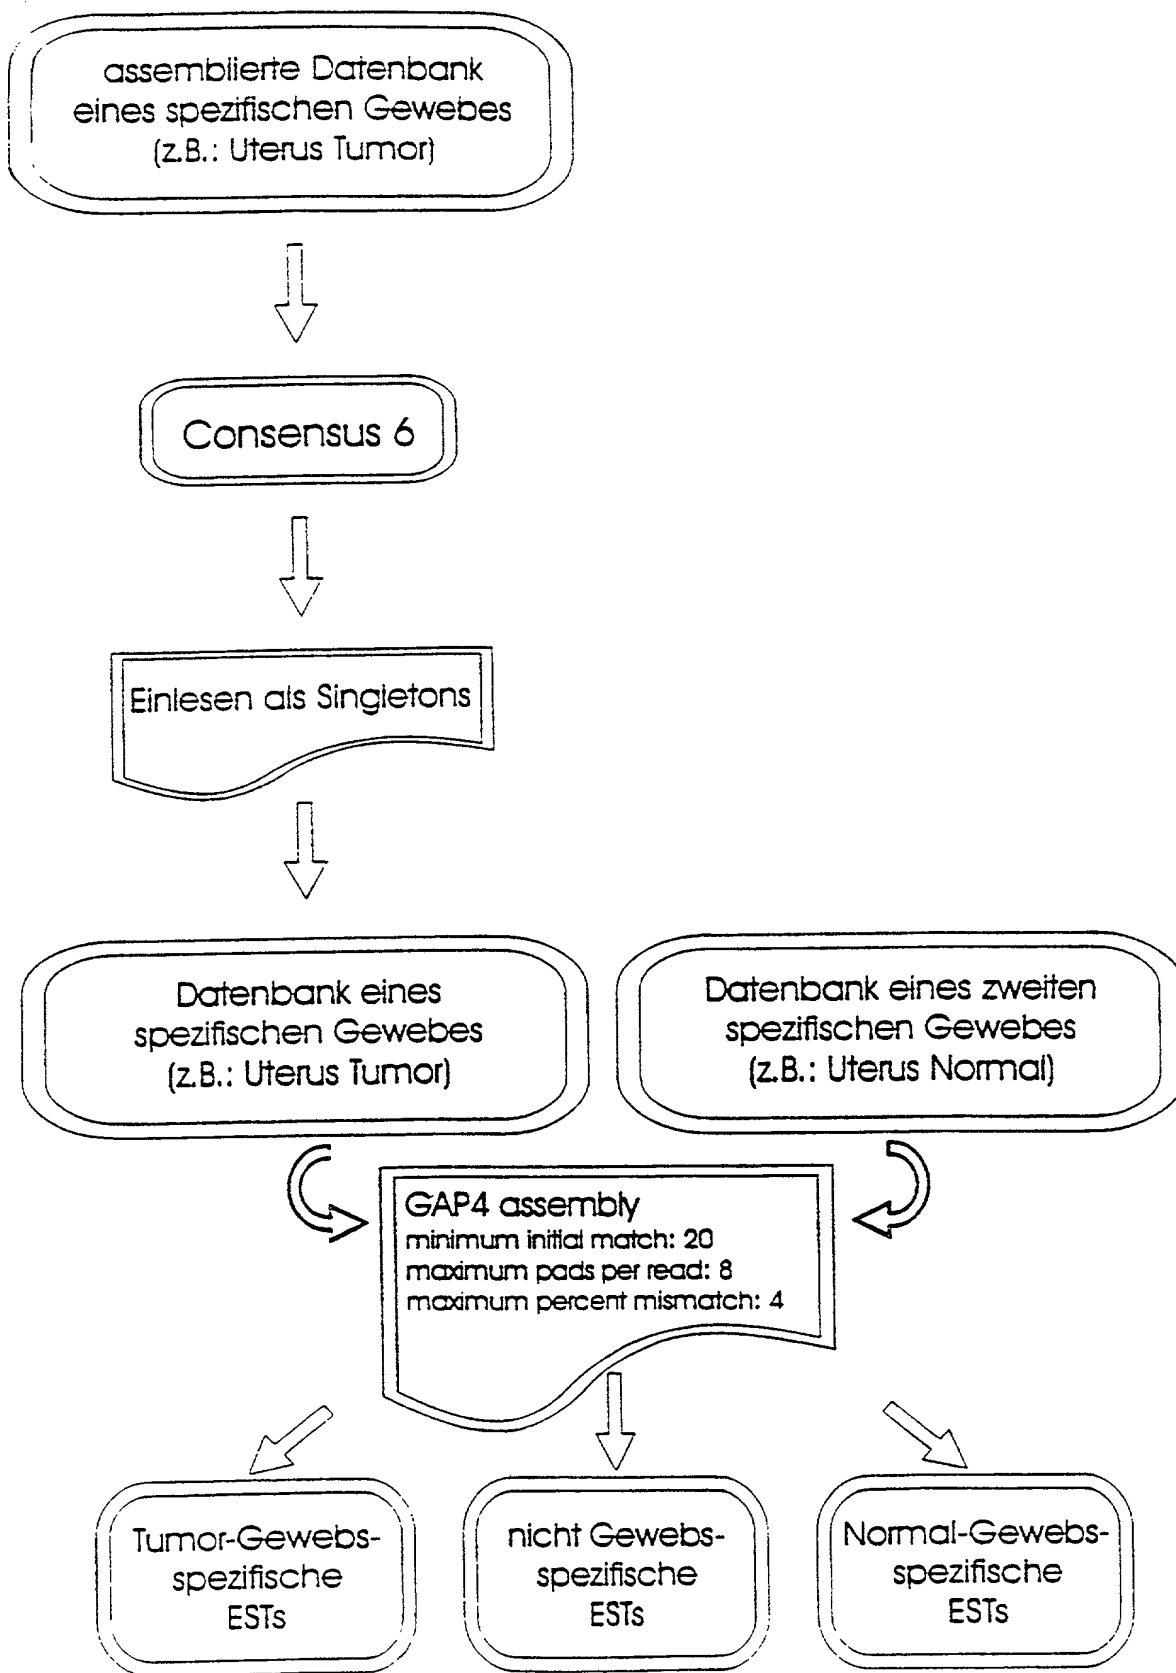 assemblierte Datenbank
eines spezifischen Gewebes
(z.B.: Uterus Tumor)
Consensus 6
Einlesen als Singletons
Datenbank eines
spezifischen Gewebes
(z.B.: Uterus Tumor)
Datenbank eines zweiten
spezifischen Gewebes
(z.B.: Uterus Normal)
GAP4 assembly
minimum initial match: 20
maximum pads per read: 8
maximum percent mismatch: 4
Tumor-Gewebs-
spezifische
ESTs
nicht Gewebs-
spezifische
ESTs
Normal-Gewebs-
spezifische
ESTs